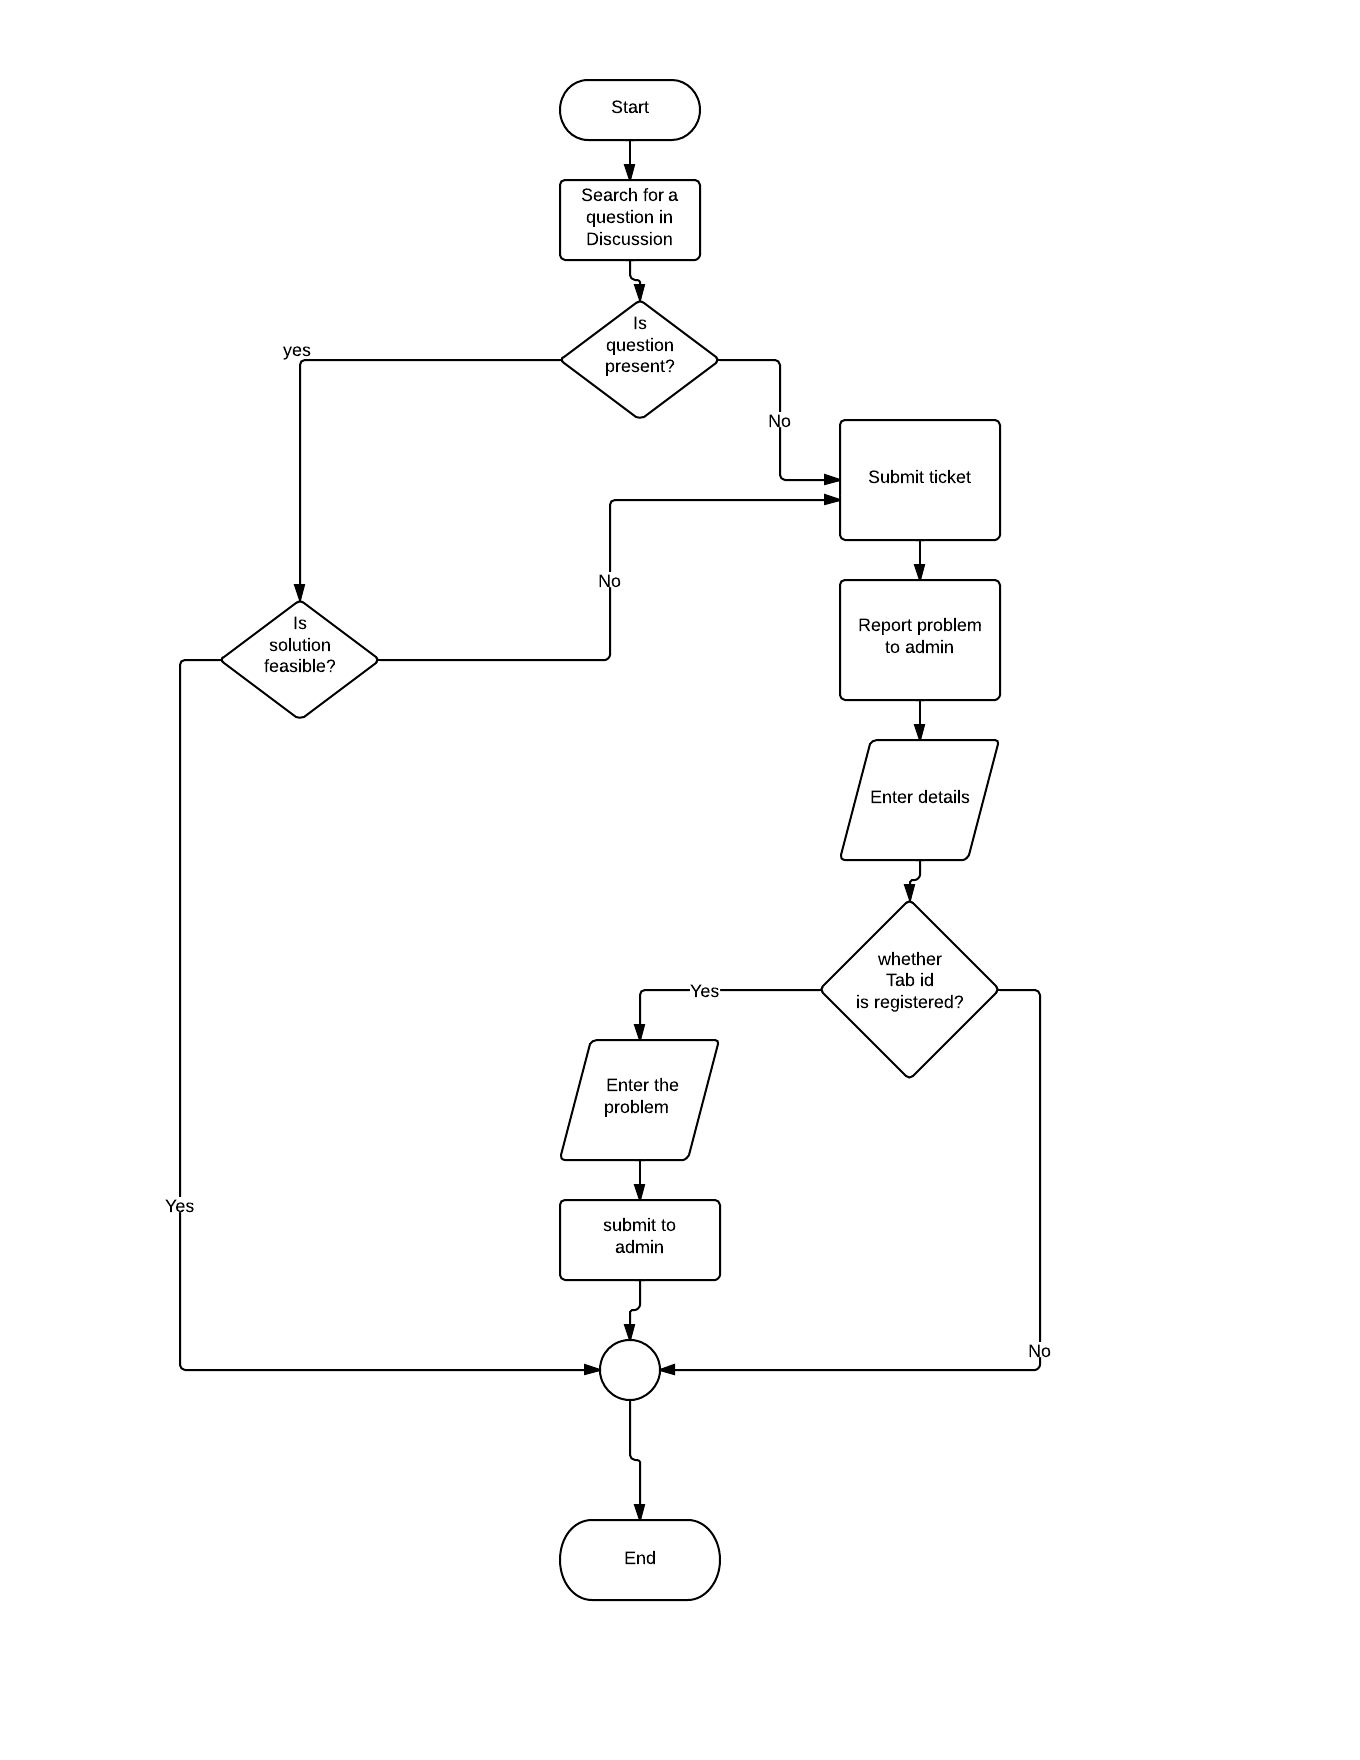 Start
Search for a
question in
Discussion
Is
question
present?
yes
No
Submit ticket
No
Is
solution
feasible?
Report problem
to admin
Enter details
whether
Tab id
is registered?
Yes
Enter the
problem
Yes
submit to
admin
No
End